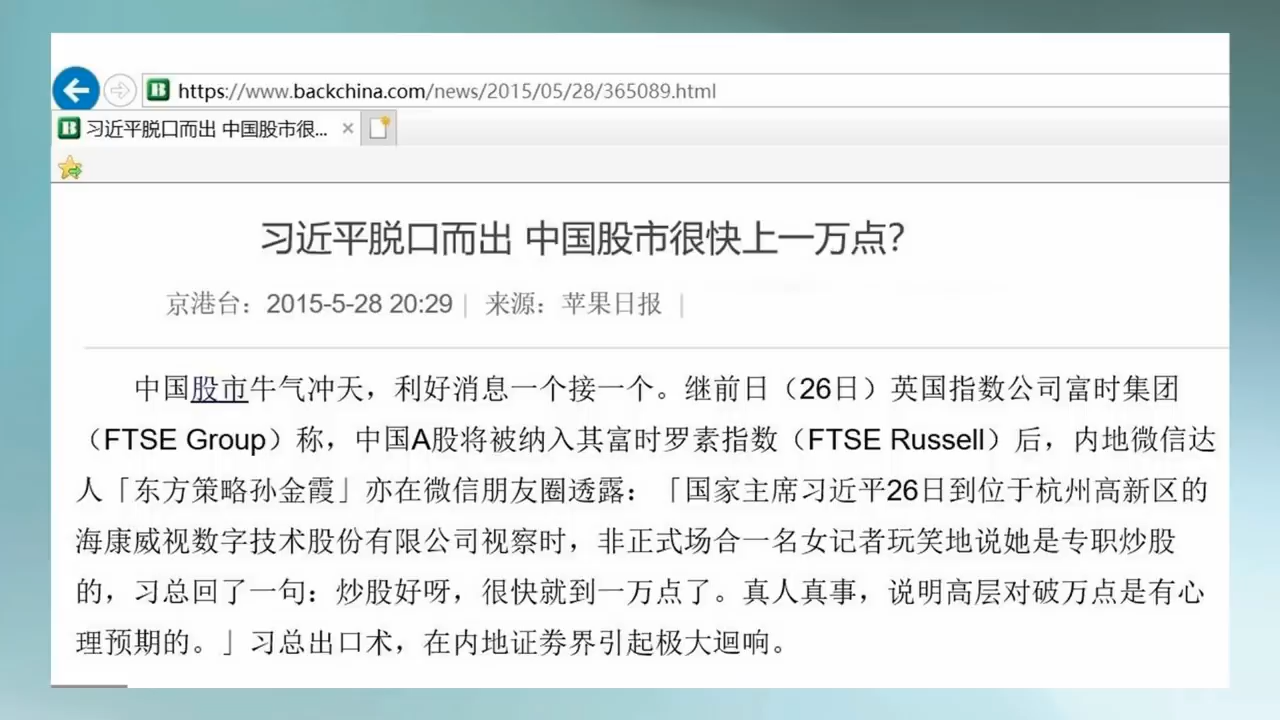 https://www.backchina.com/news/2015/05/28/365089.html
习近平脱口而出 中国股市很...
习近平脱口而出 中国股市很快上一万点?
京港台：2015-5-28 20:29｜ 来源：苹果日报 ｜
中国股市牛气冲天，利好消息一个接一个。继前日（26日）英国指数公司富时集团
（FTSE Group）称，中国A股将被纳入其富时罗素指数（FTSE Russell）后，内地微信达
人「东方策略孙金霞」亦在微信朋友圈透露：「国家主席习近平26日到位于杭州高新区的
海康威视数字技术股份有限公司视察时，非正式场合一名女记者玩笑地说她是专职炒股
的，习总回了一句：炒股好呀，很快就到一万点了。真人真事，说明高层对破万点是有心
理预期的。」习总出口术，在内地证劵界引起极大迴响。